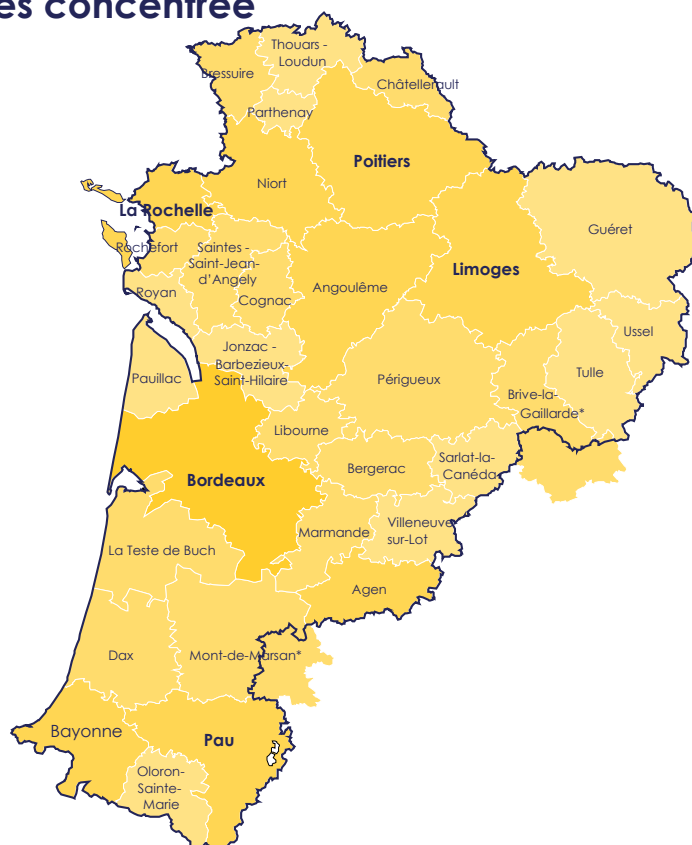 es concentrée
Thouars -
Loudun
Bressuire
Châtellerault
Parthenay
Poitiers
Niort
La Rochelle
Guéret
Rochefort
Saintes -
Saint-Jean-
d'Angely
Limoges
Royan
Cognac
Angoulême
Ussel
Jonzac -
Barbezieux-
Saint-Hilaire
Pauillac
Périgueux
Tulle
Brive-la-
Gaillarde*
Libourne
Bordeaux
Bergerac
Sarlat-la-
Canéda
Marmande
Villeneuve
sur-Lot
La Teste de Buch
Agen
Dax
Mont-de-Marsan*
Bayonne
Pau
Oloron-
Sainte-
Marie